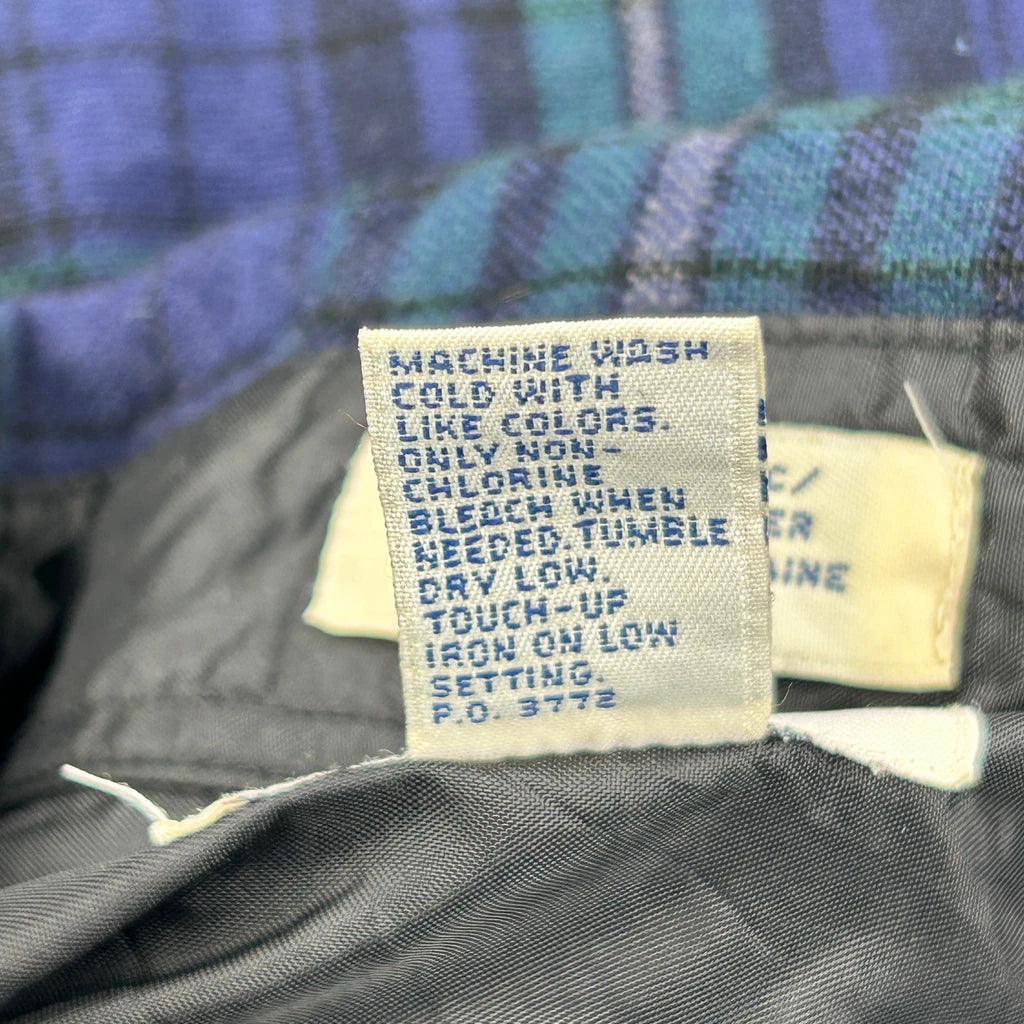 MACHINE WASH
COLD WITH
LIKE COLORS.
ONLY NON-
CHLORINE
BLEACH WHEN
NEEDED.TUMBLE
DRY LOW.
TOUCH-UP
IRON ON LOW
SETTING.
P.O. 3772
C/
ER
AINE